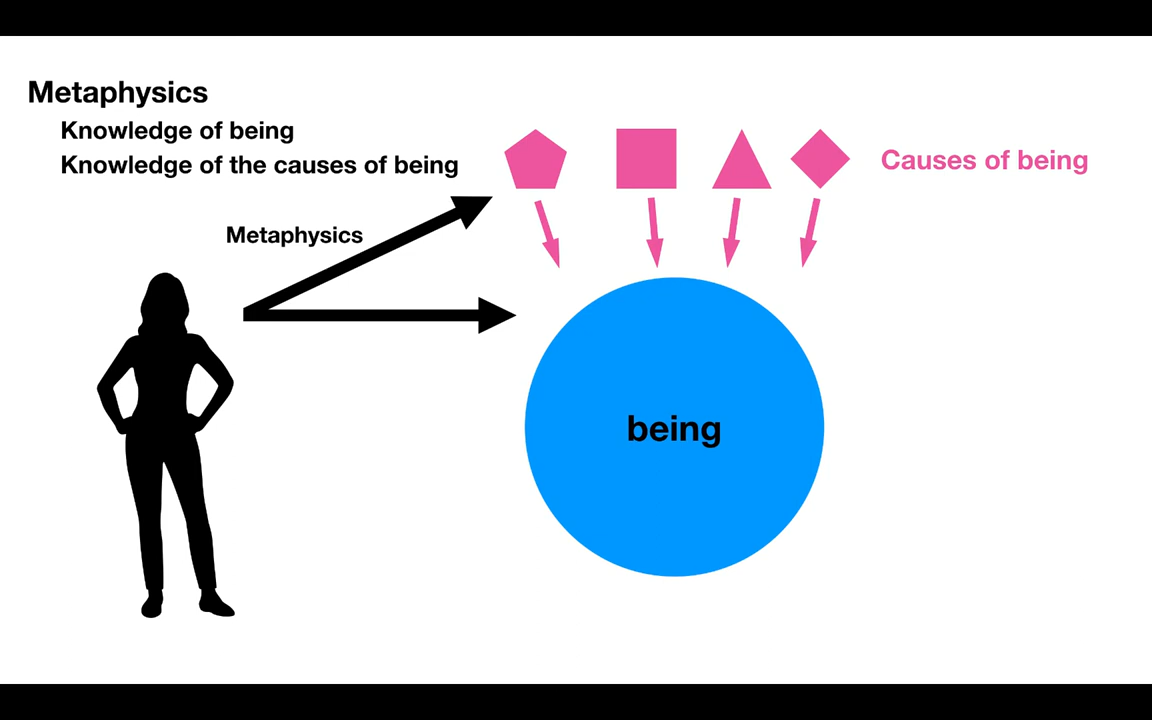 Metaphysics
Knowledge of being
Knowledge of the causes of being
Causes of being
Metaphysics
being